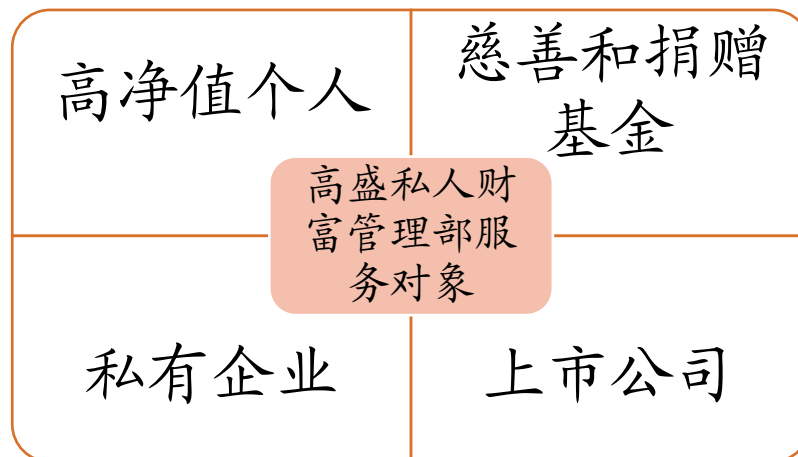 高净值个人
慈善和捐赠
基金
高盛私人财
富管理部服
务对象
私有企业
上市公司